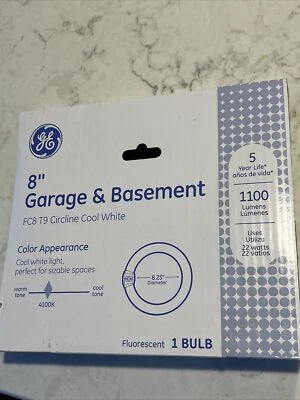 GE
8"
Garage & Basement
FC8 T9 Circline Cool White
Color Appearance
Cool white light,
perfect for sizable spaces
warm
tone
cool
tone
4100K
8.25"
Diameter
Fluorescent 1 BULB
5
Year Life*
años de vida*
1100
Lumens
Lúmenes
Uses
Utiliza
22 watts
22 vatios